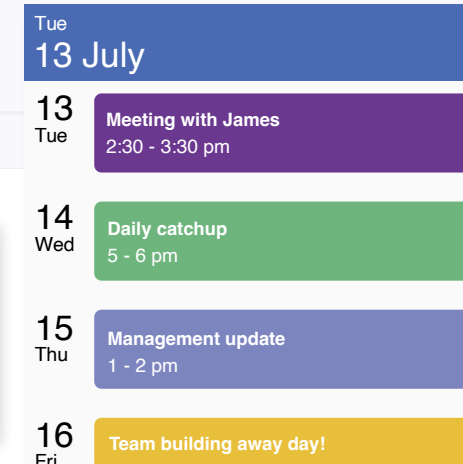 Tue
13 July
13
Tue
Meeting with James
2:30 - 3:30 pm
14
Wed
Daily catchup
5 - 6 pm
15
Thu
Management update
1 - 2 pm
16
Fri
Team building away day!